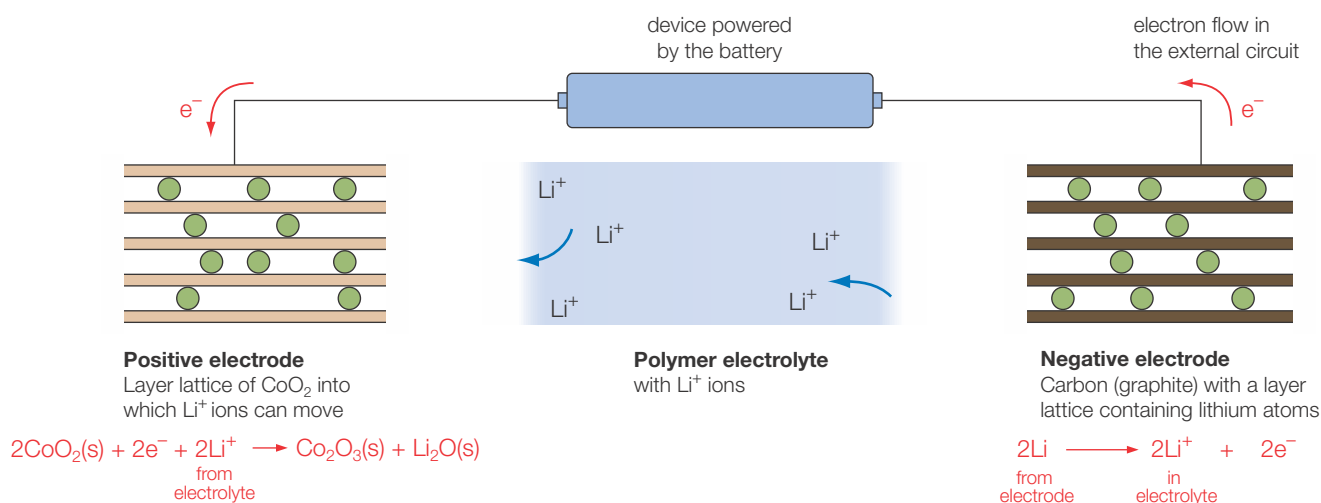 device powered
by the battery
electron flow in
the external circuit
e⁻
e⁻
Li⁺
Li⁺
Li⁺
Li⁺
Li⁺
Positive electrode
Layer lattice of CoO₂ into
which Li⁺ ions can move
2CoO₂(s) + 2e⁻ + 2Li⁺ → Co₂O₃(s) + Li₂O(s)
from
electrolyte
Polymer electrolyte
with Li⁺ ions
Negative electrode
Carbon (graphite) with a layer
lattice containing lithium atoms
2Li → 2Li⁺ + 2e⁻
from in
electrode electrolyte